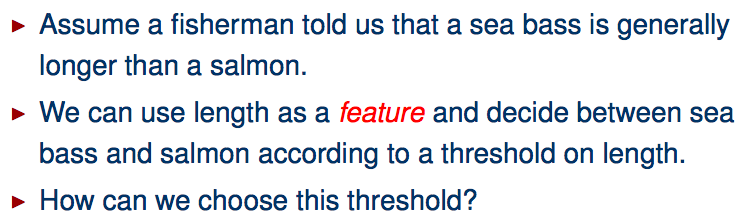 Assume a fisherman told us that a sea bass is generally
longer than a salmon.
We can use length as a feature and decide between sea
bass and salmon according to a threshold on length.
How can we choose this threshold?